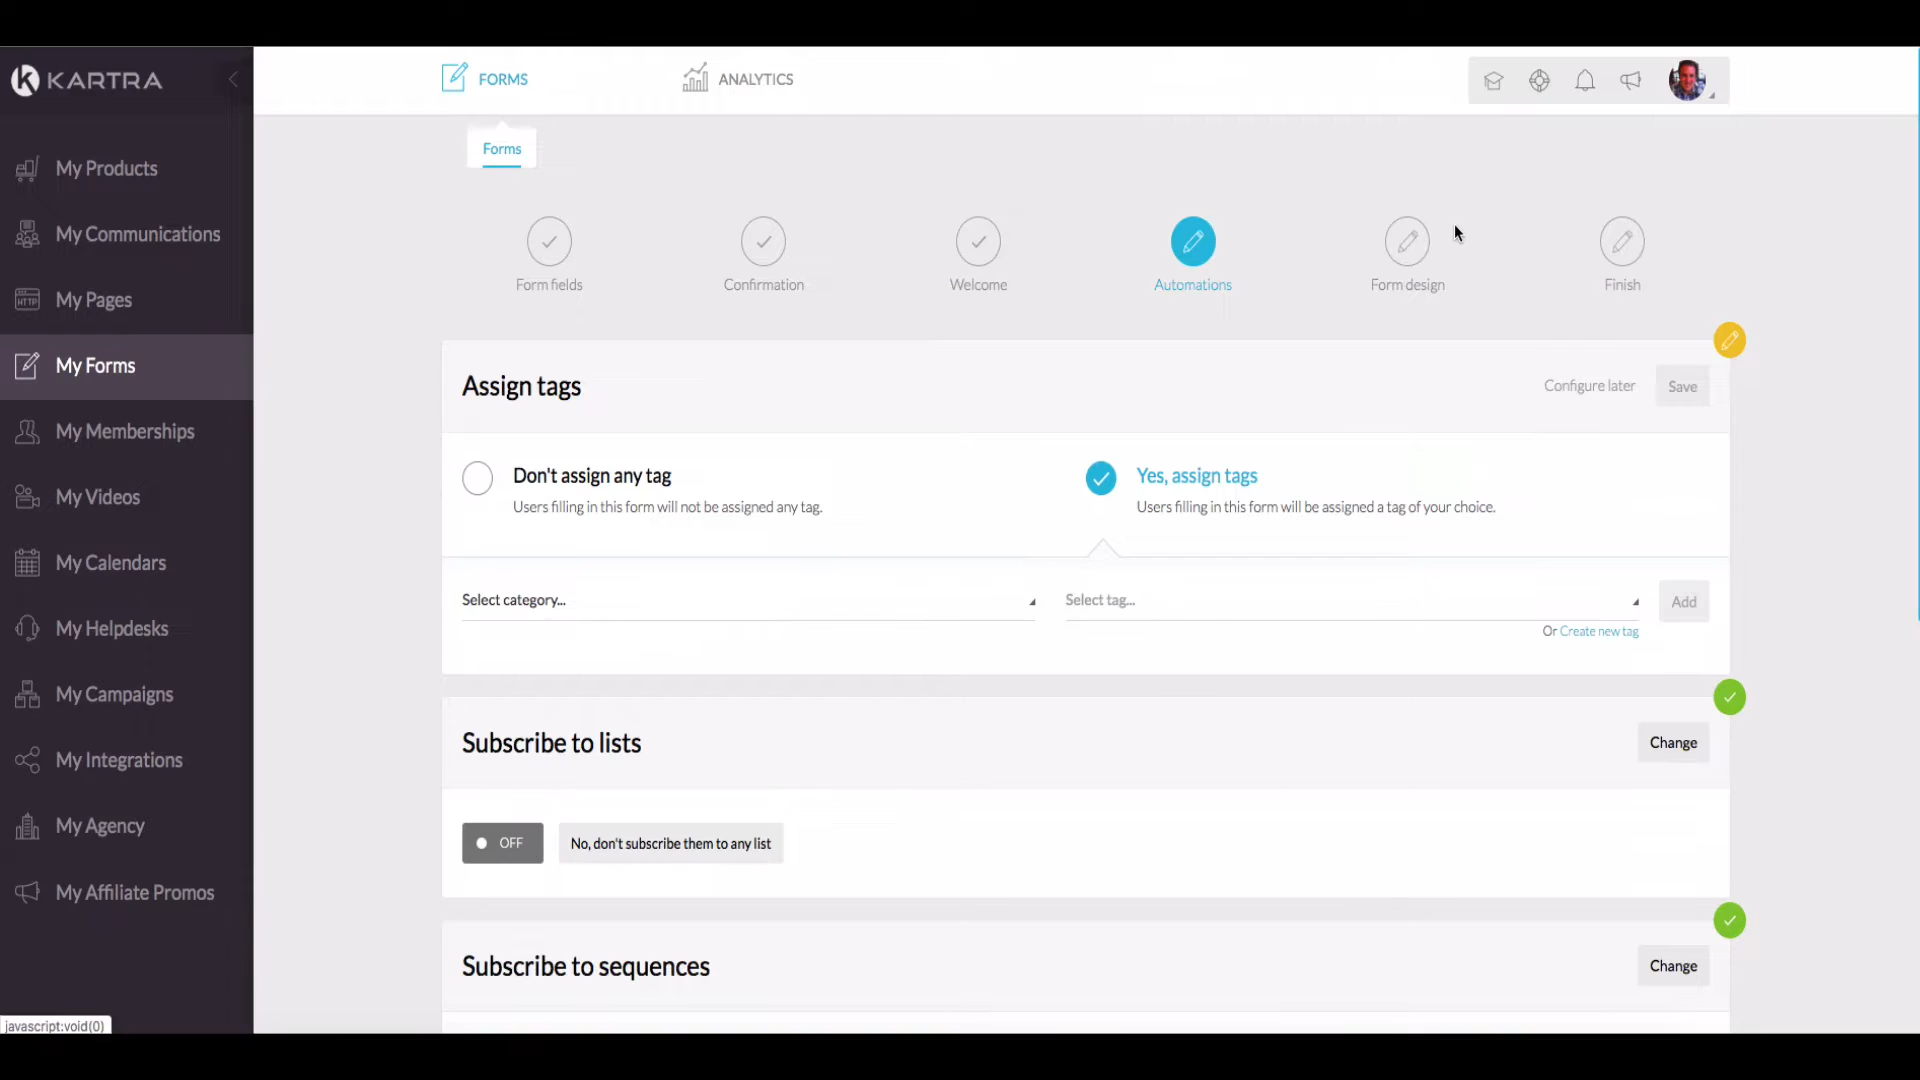 KARTRA
FORMS
ANALYTICS
Forms
My Products
My Communications
My Pages
My Forms
My Memberships
My Videos
My Calendars
My Helpdesks
My Campaigns
My Integrations
My Agency
My Affiliate Promos
HTTP
Form fields
Confirmation
Welcome
Automations
Form design
Finish
Assign tags
Configure later
Save
Don't assign any tag
Users filling in this form will not be assigned any tag.
Yes, assign tags
Users filling in this form will be assigned a tag of your choice.
Select category...
Select tag...
Add
Or Create new tag
Subscribe to lists
Change
OFF
No, don't subscribe them to any list
Subscribe to sequences
Change
javascript:void(0)